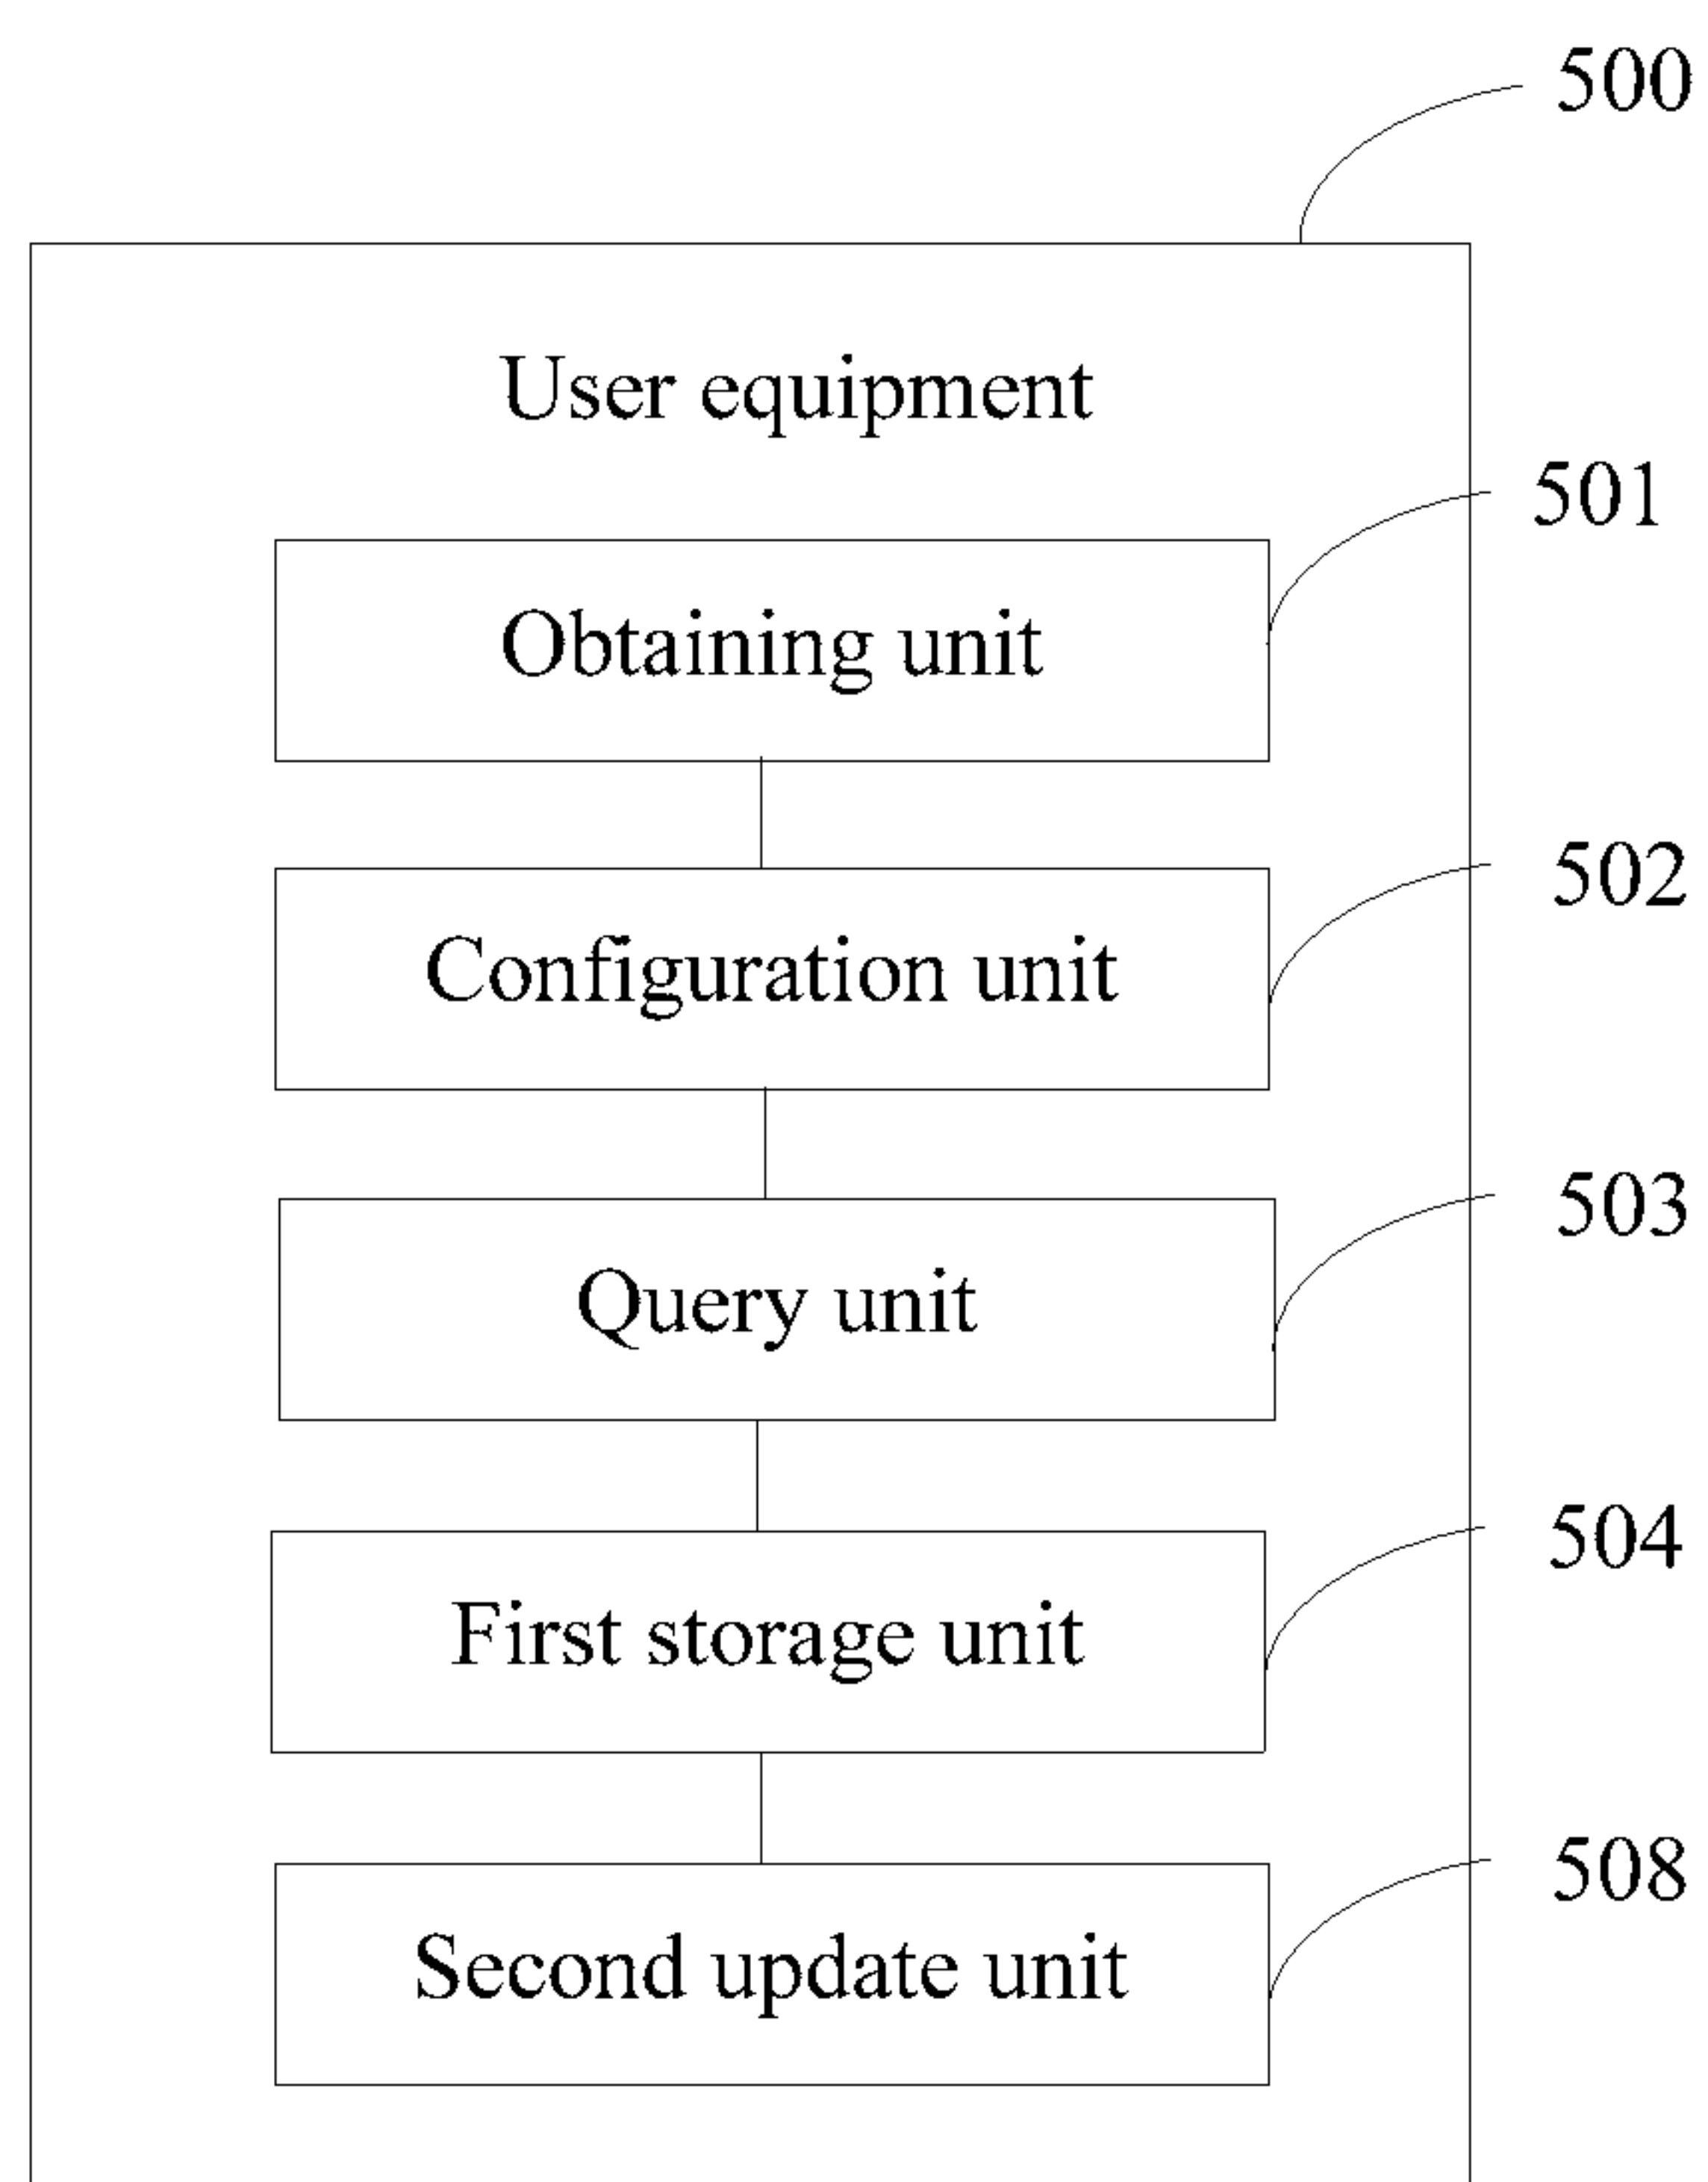 500
User equipment
501
Obtaining unit
502
Configuration unit
503
Query unit
504
First storage unit
508
Second update unit